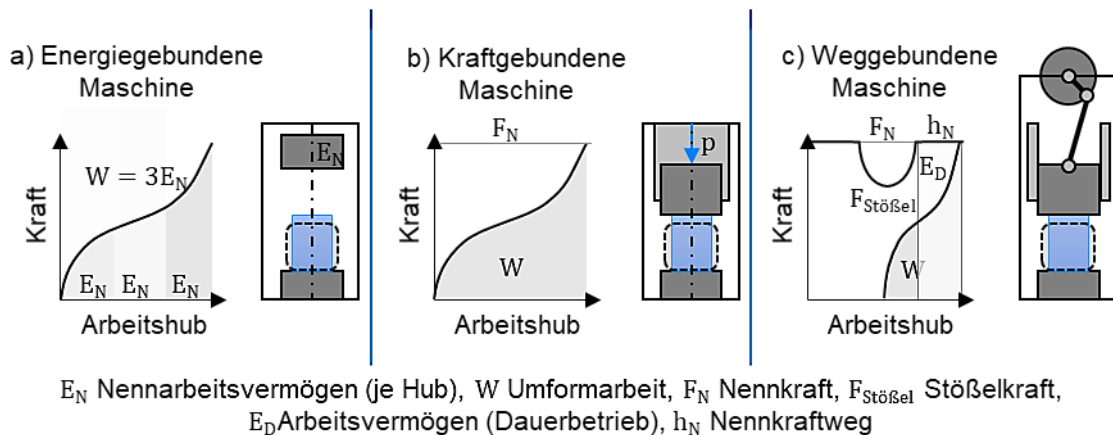 a) Energiegebundene
Maschine
Kraft
W = 3E_N
E_N E_N E_N
Arbeitshub
E_N
b) Kraftgebundene
Maschine
Kraft
F_N
W
Arbeitshub
p
c) Weggebundene
Maschine
Kraft
F_N h_N
E_D
F_Stößel
W
Arbeitshub
E_N Nennarbeitsvermögen (je Hub), W Umformarbeit, F_N Nennkraft, F_Stößel Stößelkraft,
E_DArbeitsvermögen (Dauerbetrieb), h_N Nennkraftweg